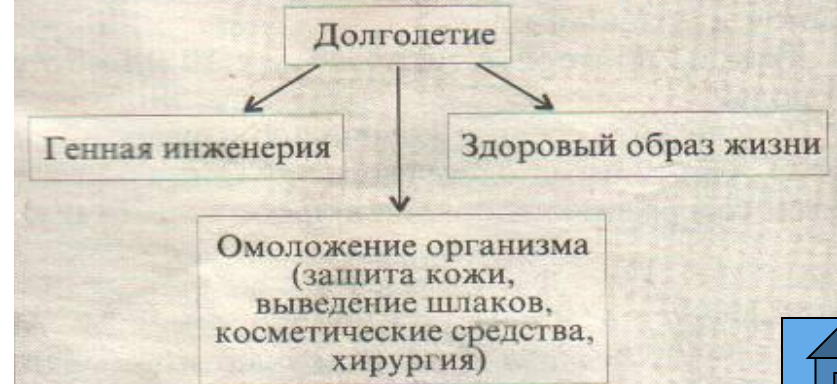 Долголетие
Генная инженерия
Здоровый образ жизни
Омоложение организма
(защита кожи,
выведение шлаков,
косметические средства,
хирургия)